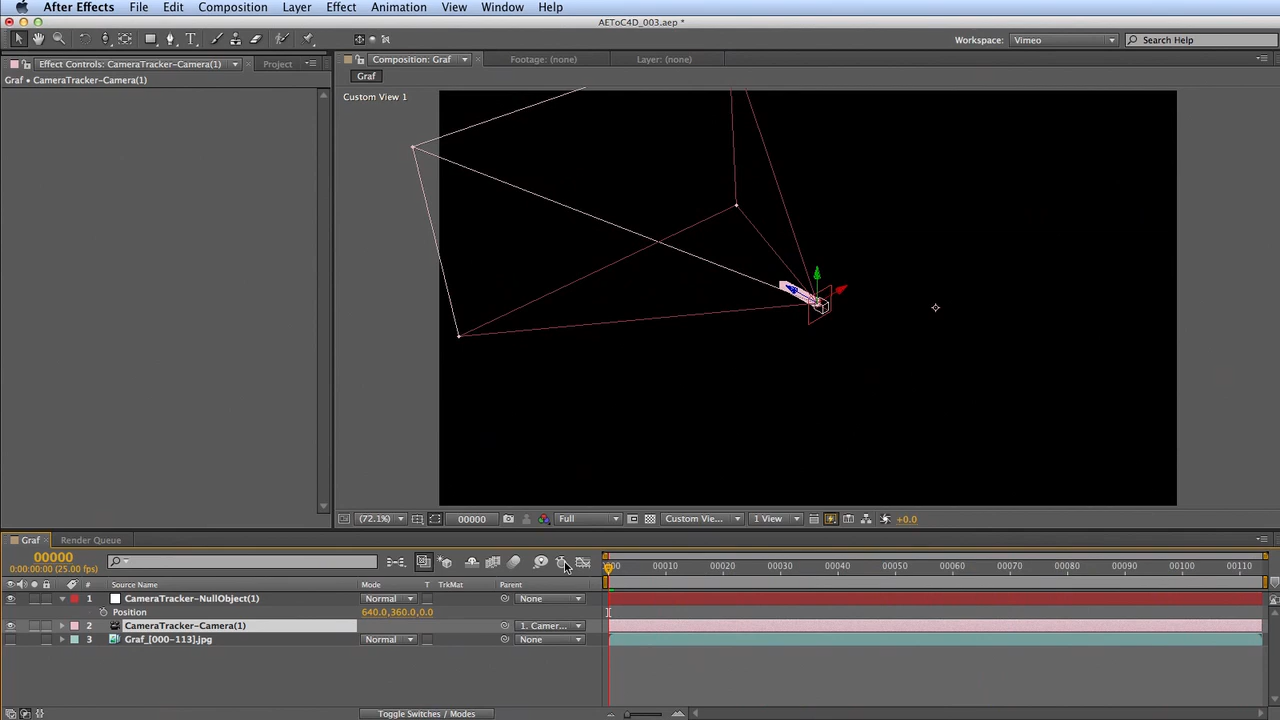 After Effects File Edit Composition Layer Effect Animation View Window Help
AEToC4D_003.aep *
Workspace: Vimeo Search Help
Effect Controls: CameraTracker-Camera(1) Project Composition: Graf Footage: (none) Layer: (none)
Graf • CameraTracker-Camera(1) Graf
Custom View 1
(72.1%) 00000 Full Custom Vie... 1 View +0.0
Graf Render Queue
00000
0:00:00:00 (25.00 fps)
00010 00020 00030 00040 00050 00060 00070 00080 00090 00100 00110
# Source Name Mode T TrkMat Parent
1 CameraTracker-NullObject(1) Normal None
Position 640.0,360.0,0.0
2 CameraTracker-Camera(1) 1. Camer...
3 Graf_[000-113].jpg Normal None
Toggle Switches / Modes